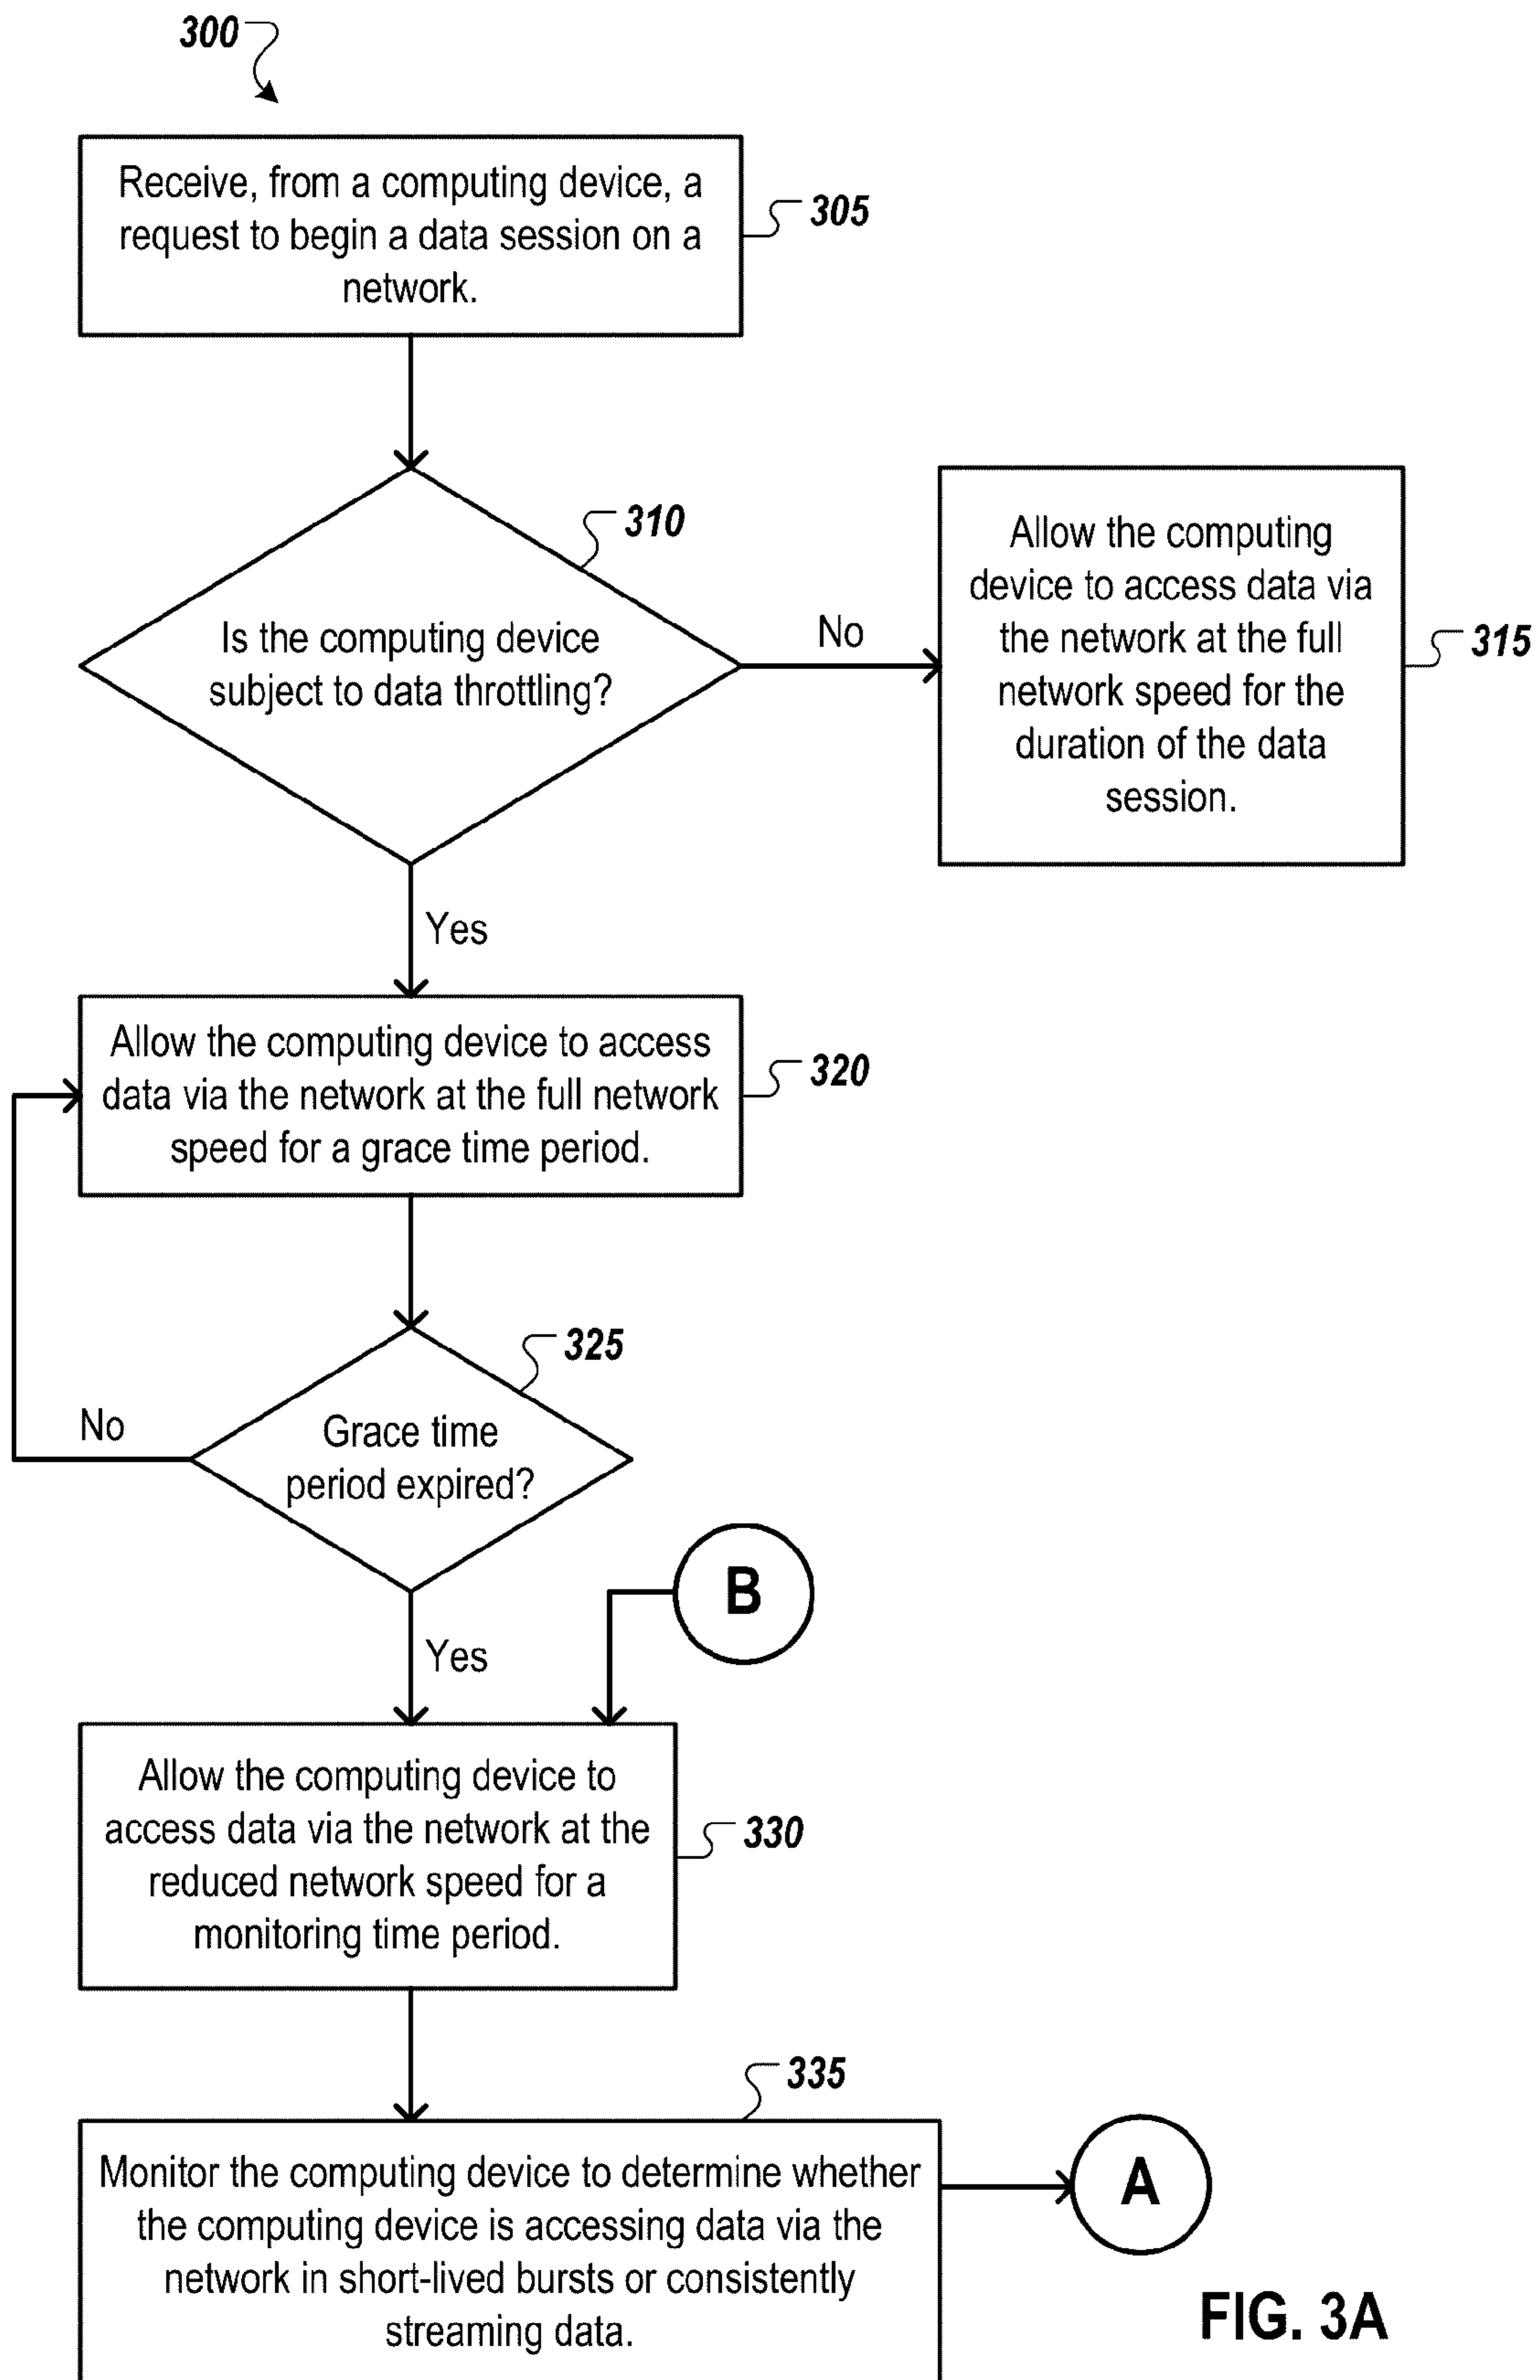 300
Receive, from a computing device, a
request to begin a data session on a
network.
305
310
Is the computing device
subject to data throttling?
No
Allow the computing
device to access data via
the network at the full
network speed for the
duration of the data
session.
315
Yes
Allow the computing device to access
data via the network at the full network
speed for a grace time period.
320
325
Grace time
period expired?
No
B
Yes
Allow the computing device to
access data via the network at the
reduced network speed for a
monitoring time period.
330
335
Monitor the computing device to determine whether
the computing device is accessing data via the
network in short-lived bursts or consistently
streaming data.
A
FIG. 3A